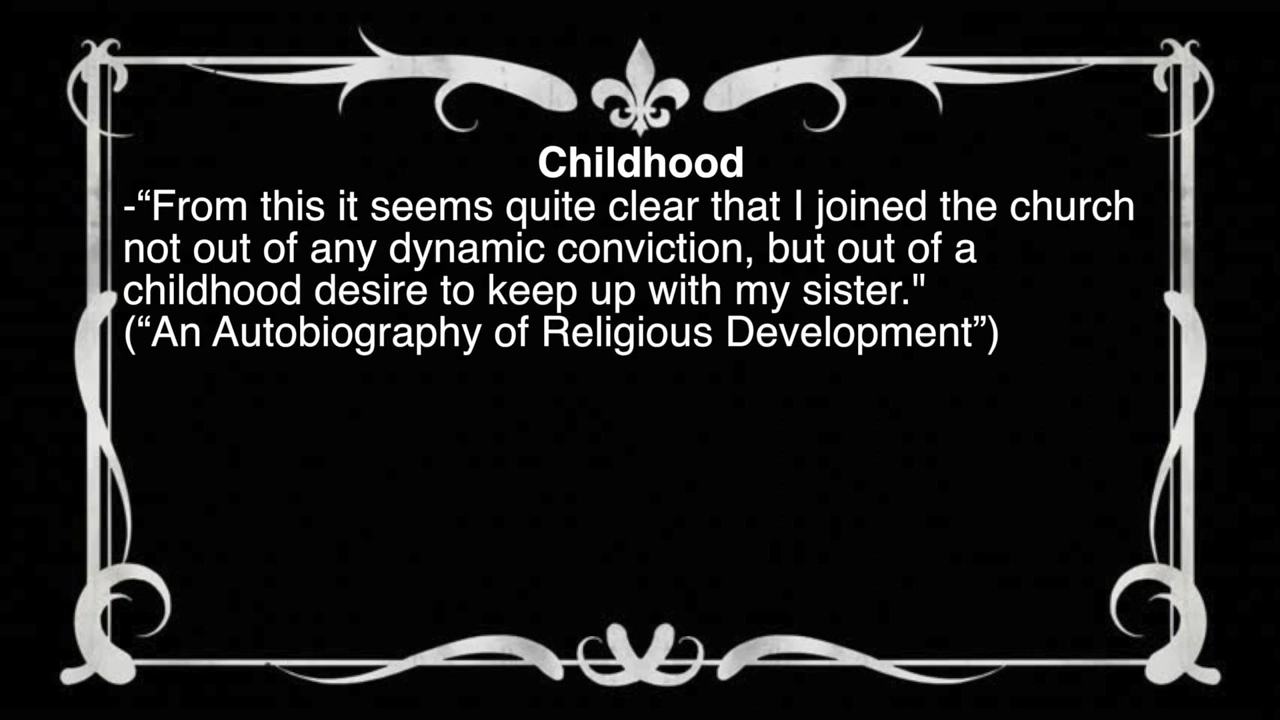 Childhood
-“From this it seems quite clear that I joined the church
not out of any dynamic conviction, but out of a
childhood desire to keep up with my sister."
(“An Autobiography of Religious Development”)